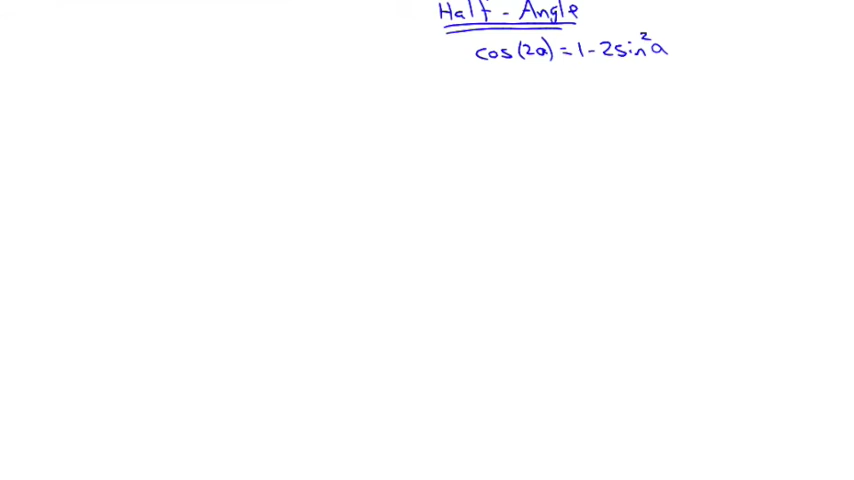 Half - Angle
cos(2a) = 1 - 2sin²a